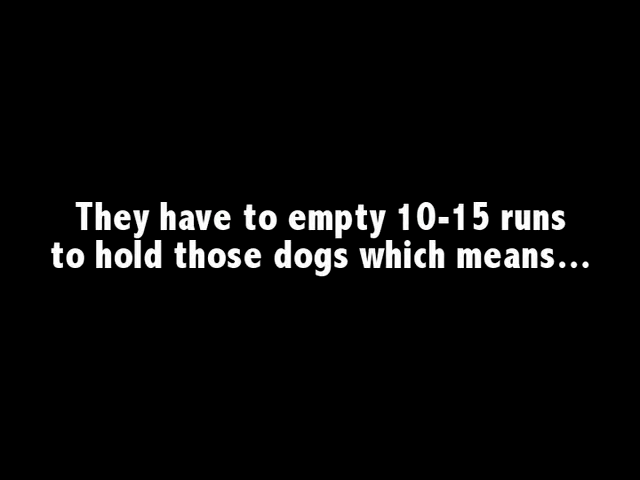 They have to empty 10-15 runs
to hold those dogs which means...